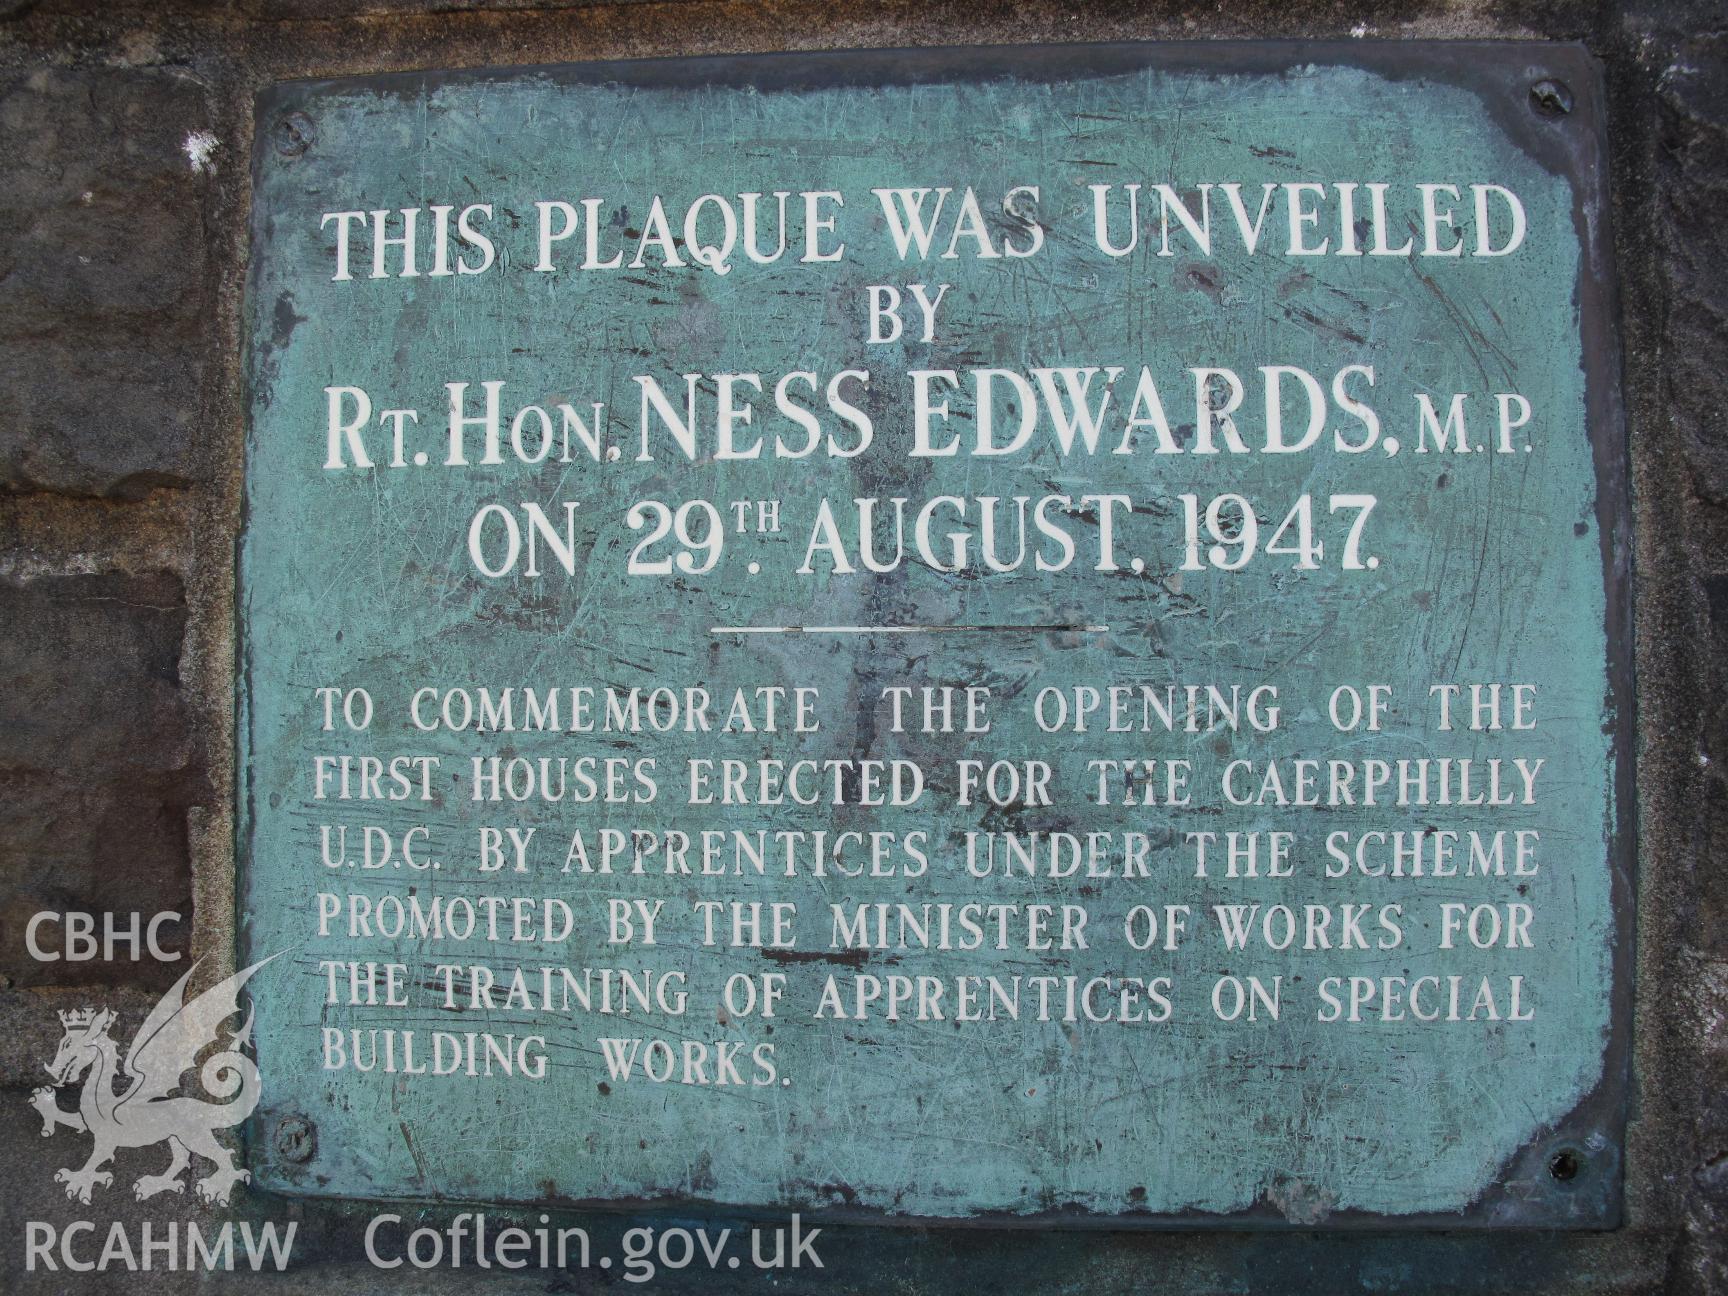 THIS PLAQUE WAS UNVEILED
BY
RT. HON. NESS EDWARDS, M.P.
ON 29TH. AUGUST, 1947.
TO COMMEMORATE THE OPENING OF THE
FIRST HOUSES ERECTED FOR THE CAERPHILLY
U.D.C. BY APPRENTICES UNDER THE SCHEME
PROMOTED BY THE MINISTER OF WORKS FOR
THE TRAINING OF APPRENTICES ON SPECIAL
BUILDING WORKS.
CBHC
RCAHMW Coflein.gov.uk